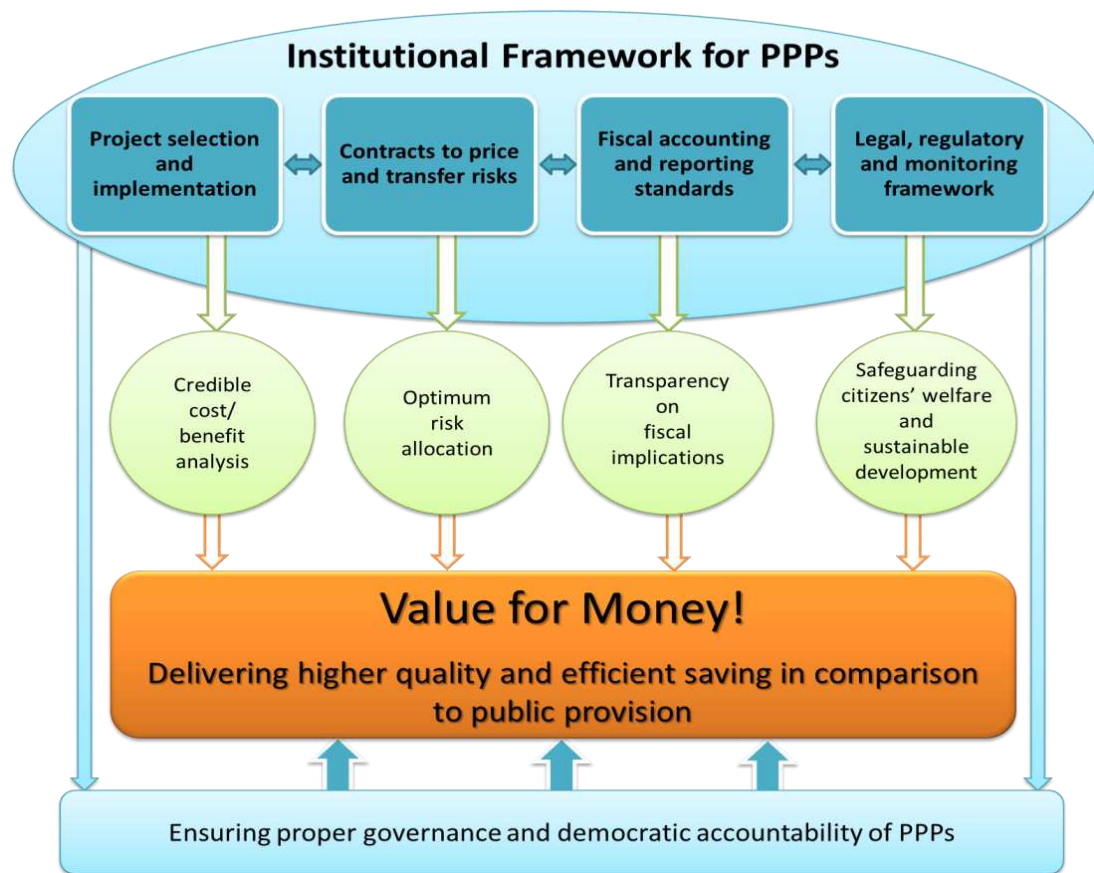 Institutional Framework for PPPs
Project selection
and
implementation
Contracts to price
and transfer risks
Fiscal accounting
and reporting
standards
Legal, regulatory
and monitoring
framework
Credible
cost/
benefit
analysis
Optimum
risk
allocation
Transparency
on
fiscal
implications
Safeguarding
citizens’ welfare
and
sustainable
development
Value for Money!
Delivering higher quality and efficient saving in comparison
to public provision
Ensuring proper governance and democratic accountability of PPPs